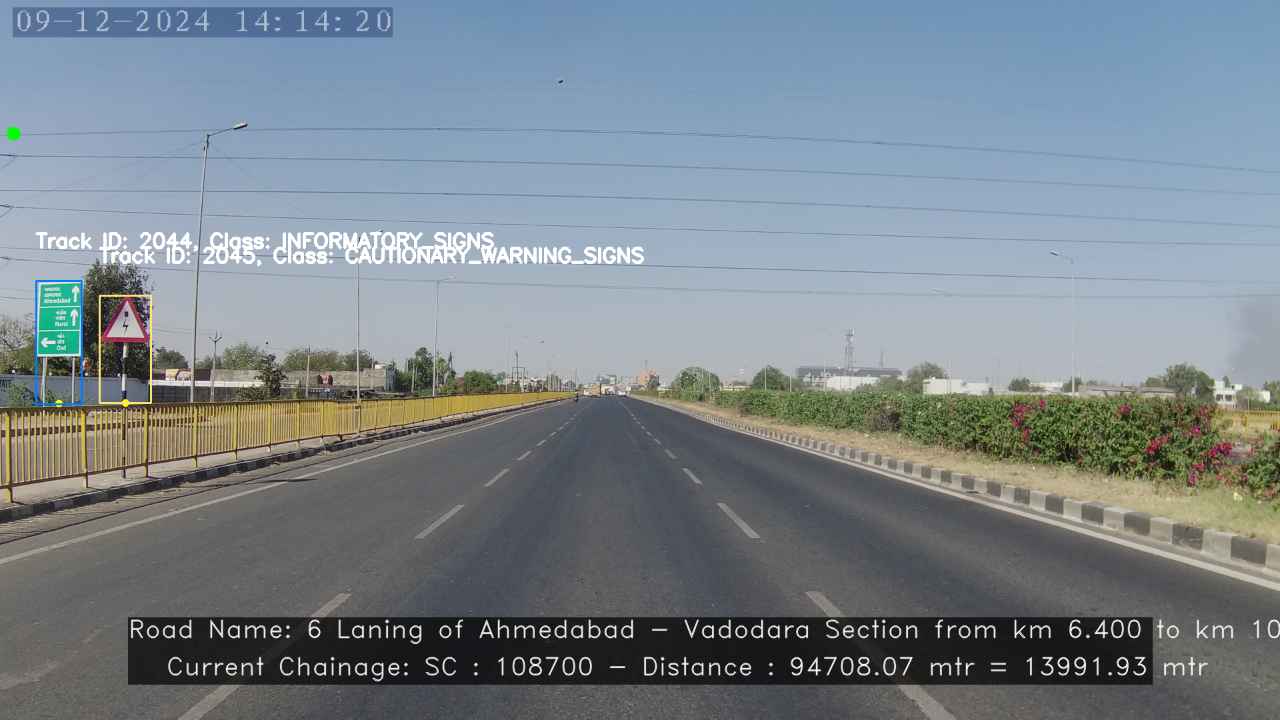 09-12-2024 14:14:20
Track ID: 2044, Class: INFORMATORY_SIGNS
Track ID: 2045, Class: CAUTIONARY_WARNING_SIGNS
Ahmedabad
Narol
Ovd
Road Name: 6 Laning of Ahmedabad - Vadodara Section from km 6.400 to km 10
Current Chainage: SC : 108700 - Distance : 94708.07 mtr = 13991.93 mtr